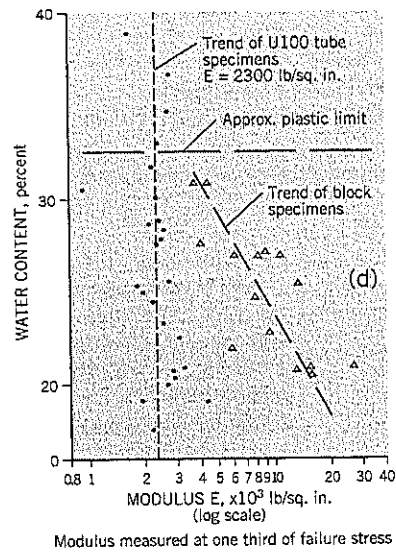 40
Trend of U100 tube
specimens
E = 2300 lb/sq. in.
Approx. plastic limit
30
Trend of block
specimens
(d)
20
0
WATER CONTENT, percent
0.8 1 2 3 4 5 6 7 8 9 10 20 30 40
MODULUS E, x10³ lb/sq. in.
(log scale)
Modulus measured at one third of failure stress